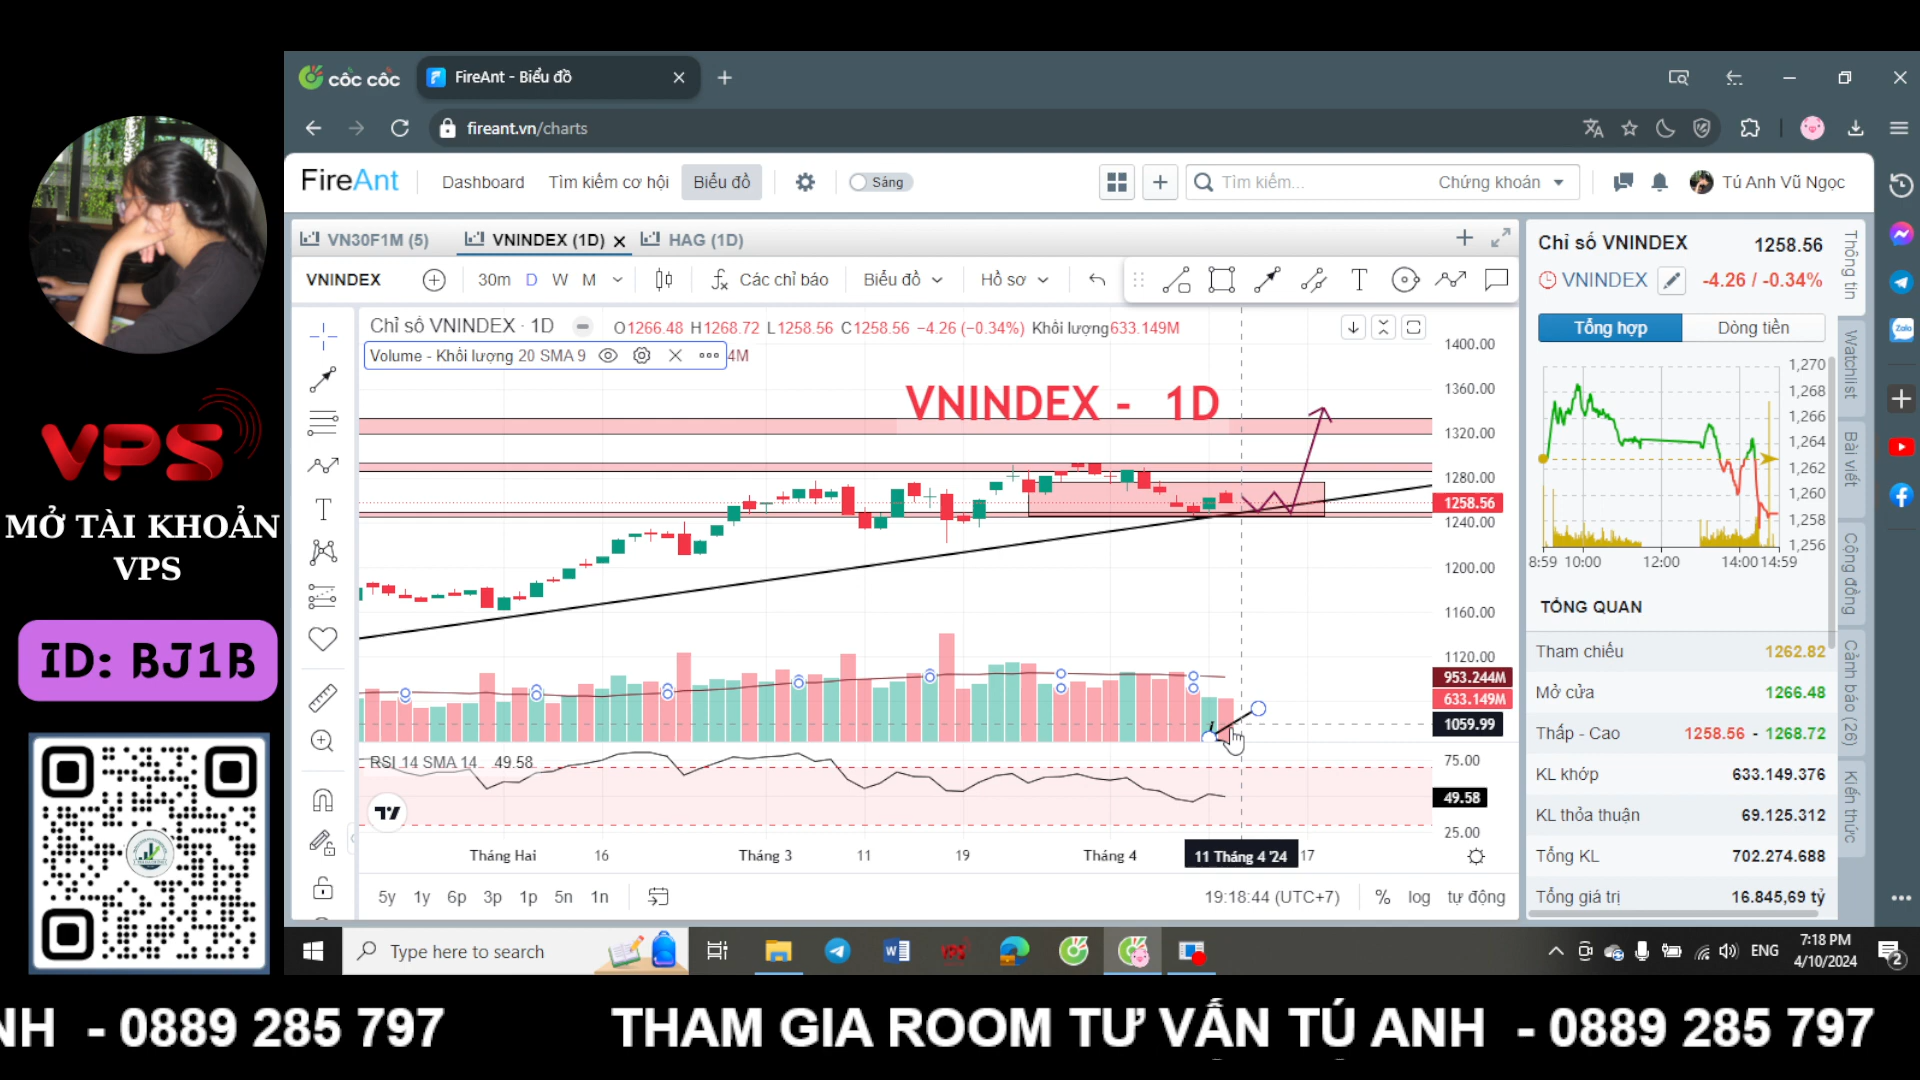 VPS
MỞ TÀI KHOẢN
VPS
ID: BJ1B
cốc cốc
FireAnt - Biểu đồ
fireant.vn/charts
FireAnt
Dashboard
Tìm kiếm cơ hội
Biểu đồ
Sáng
Tìm kiếm...
Chứng khoán
Tú Anh Vũ Ngọc
VN30F1M (5)
VNINDEX (1D)
HAG (1D)
VNINDEX
30m D W M
Các chỉ báo
Biểu đồ
Hồ sơ
Chỉ số VNINDEX · 1D
O1266.48 H1268.72 L1258.56 C1258.56 −4.26 (−0.34%) Khối lượng633.149M
Volume - Khối lượng 20 SMA 9
4M
VNINDEX - 1D
1400.00
1360.00
1320.00
1280.00
1258.56
1240.00
1200.00
1160.00
1120.00
953.244M
633.149M
1059.99
RSI 14 SMA 14 49.58
75.00
49.58
25.00
Tháng Hai 16 Tháng 3 11 19 Tháng 4 11 Tháng 4 '24 17
5y 1y 6p 3p 1p 5n 1n
19:18:44 (UTC+7)
% log tự động
Chỉ số VNINDEX 1258.56
VNINDEX -4.26 / -0.34%
Tổng hợp
Dòng tiền
1,270
1,268
1,266
1,264
1,262
1,260
1,258
1,256
8:59 10:00 12:00 14:00 14:59
TỔNG QUAN
Tham chiếu 1262.82
Mở cửa 1266.48
Thấp - Cao 1258.56 - 1268.72
KL khớp 633.149.376
KL thỏa thuận 69.125.312
Tổng KL 702.274.688
Tổng giá trị 16.845,69 tỷ
Thông tin
Watchlist
Bài viết
Cộng đồng
Cảnh báo (26)
Kiến thức
Zalo
Type here to search
ENG
7:18 PM
4/10/2024
2
NH - 0889 285 797 THAM GIA ROOM TƯ VẤN TÚ ANH - 0889 285 797